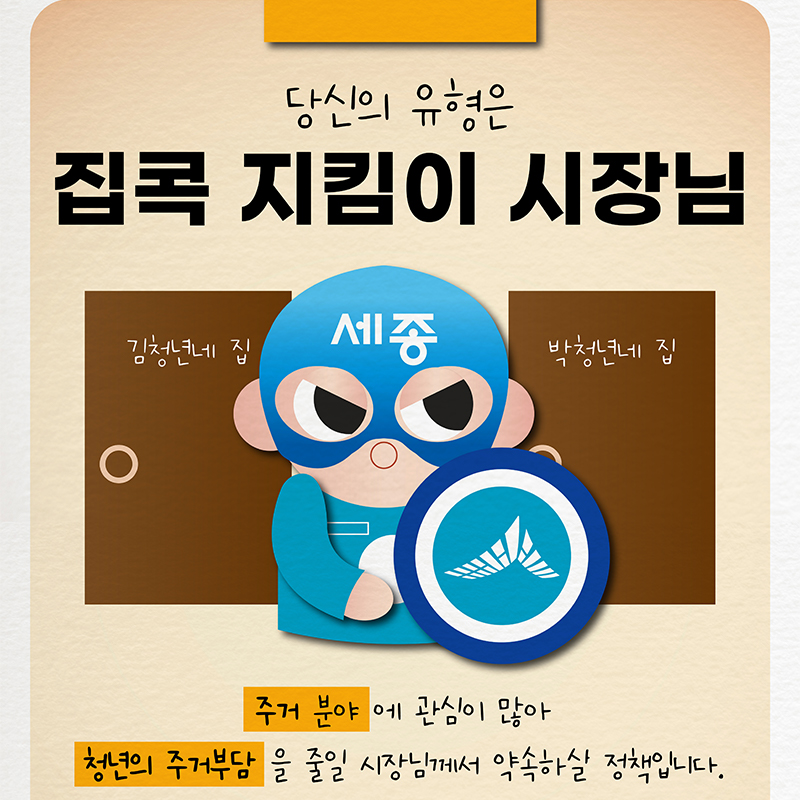 당신의 유형은
집콕 지킴이 시장님
세종
김청년네 집
박청년네 집
주거 분야에 관심이 많아
청년의 주거부담을 줄일 시장님께서 약속하실 정책입니다.